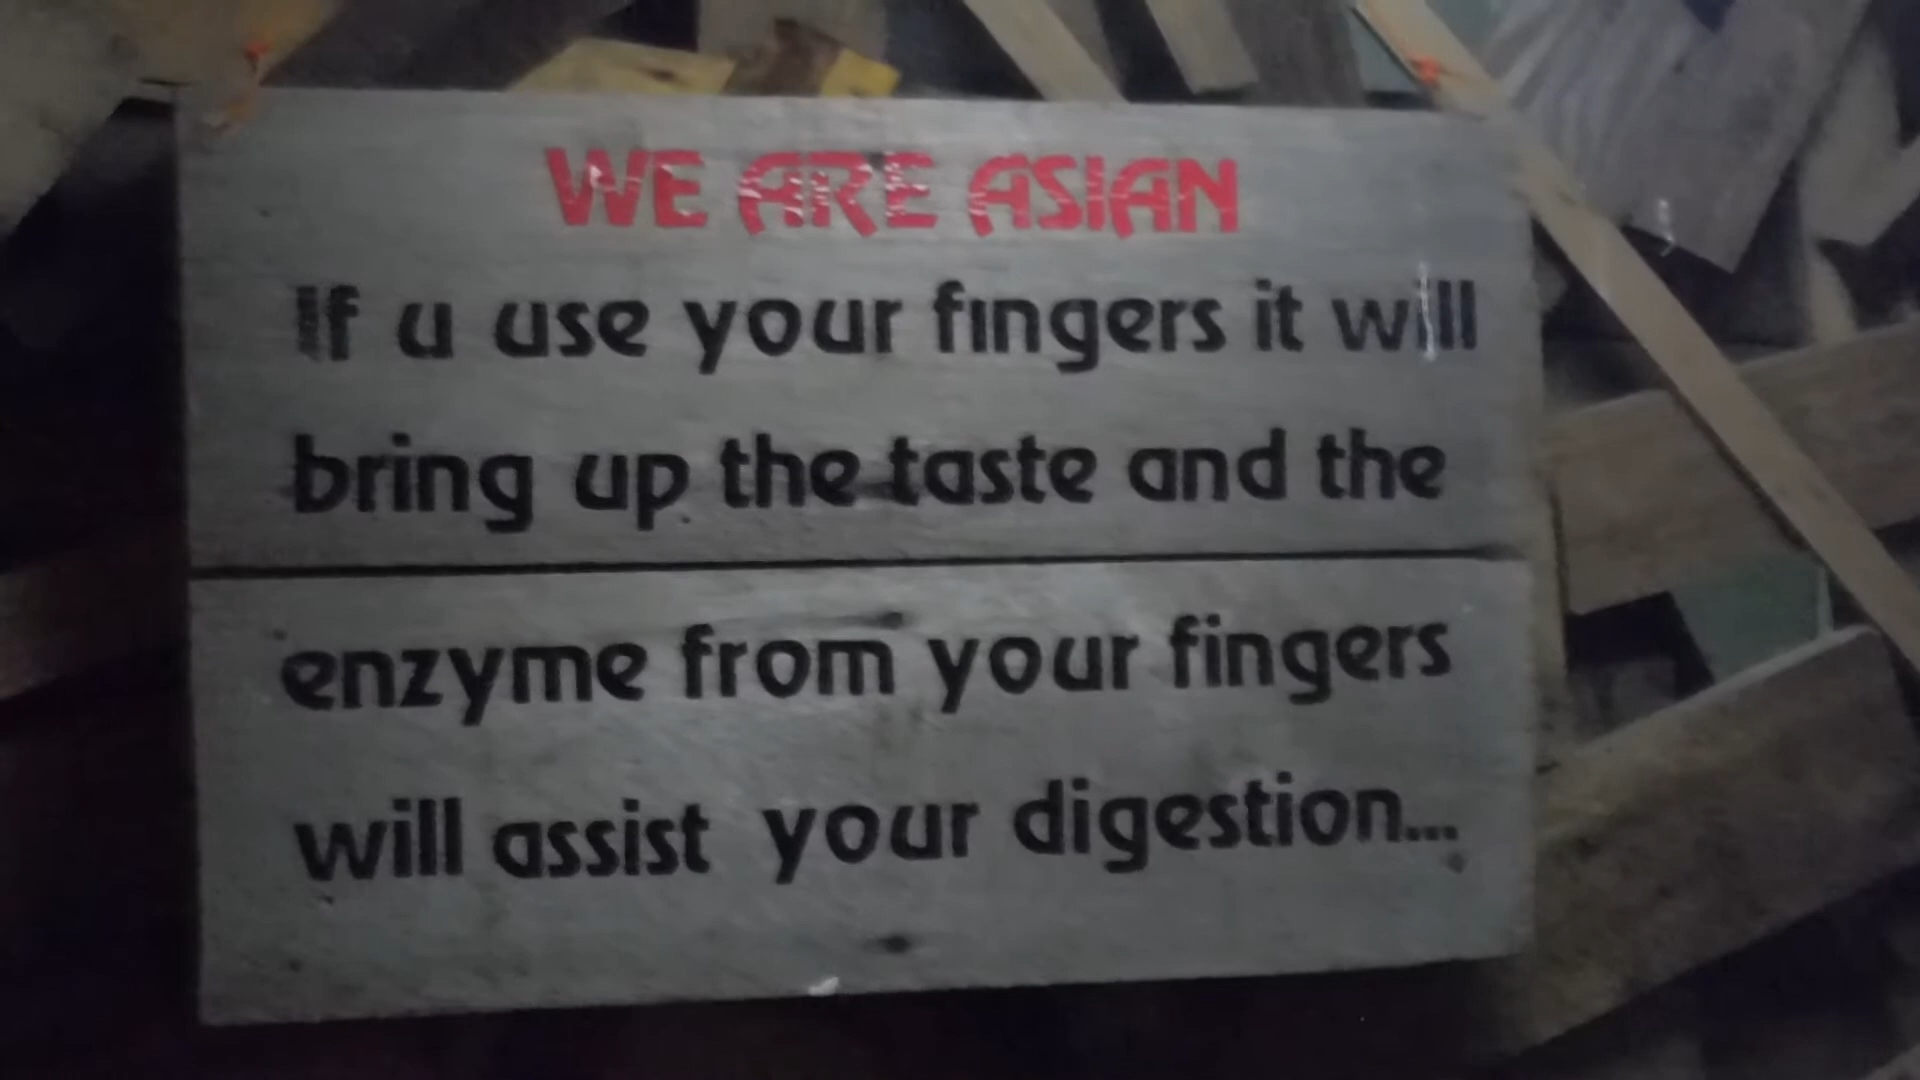 WE ARE ASIAN
If u use your fingers it will
bring up the taste and the
enzyme from your fingers
will assist your digestion...